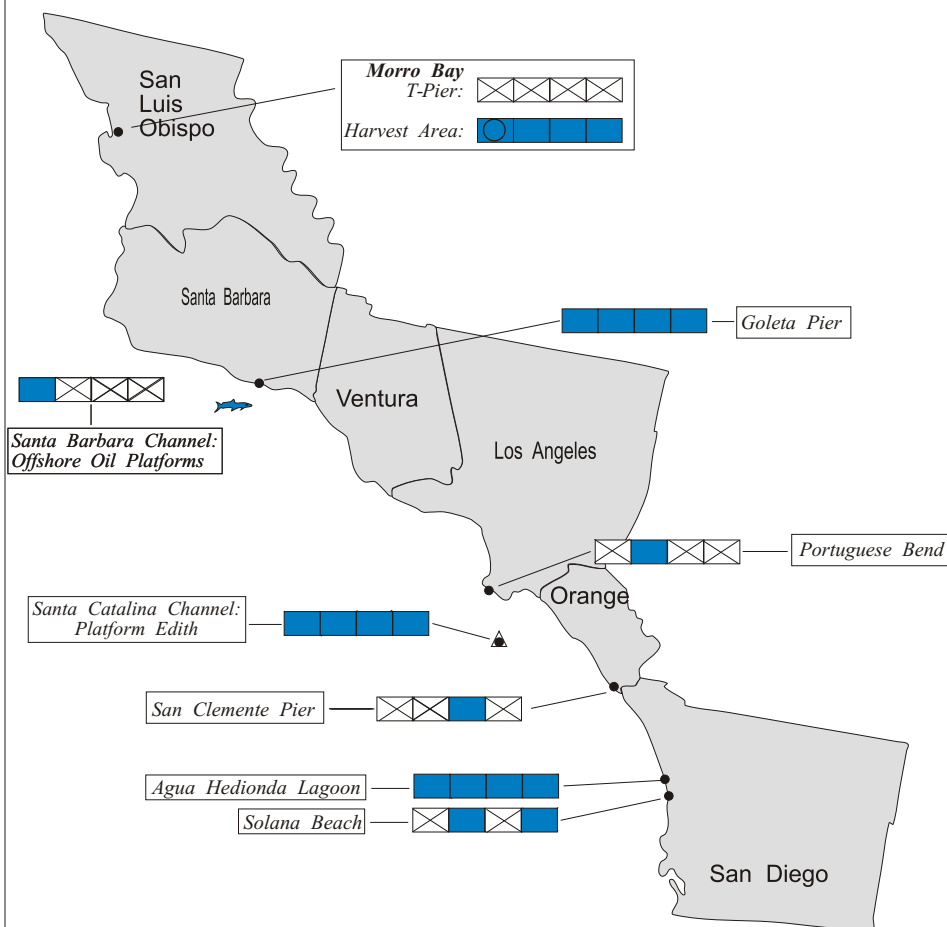 San
Luis
Obispo
Morro Bay
T-Pier:
Harvest Area:
Santa Barbara
Goleta Pier
Ventura
Santa Barbara Channel:
Offshore Oil Platforms
Los Angeles
Portuguese Bend
Orange
Santa Catalina Channel:
Platform Edith
San Clemente Pier
Agua Hedionda Lagoon
Solana Beach
San Diego